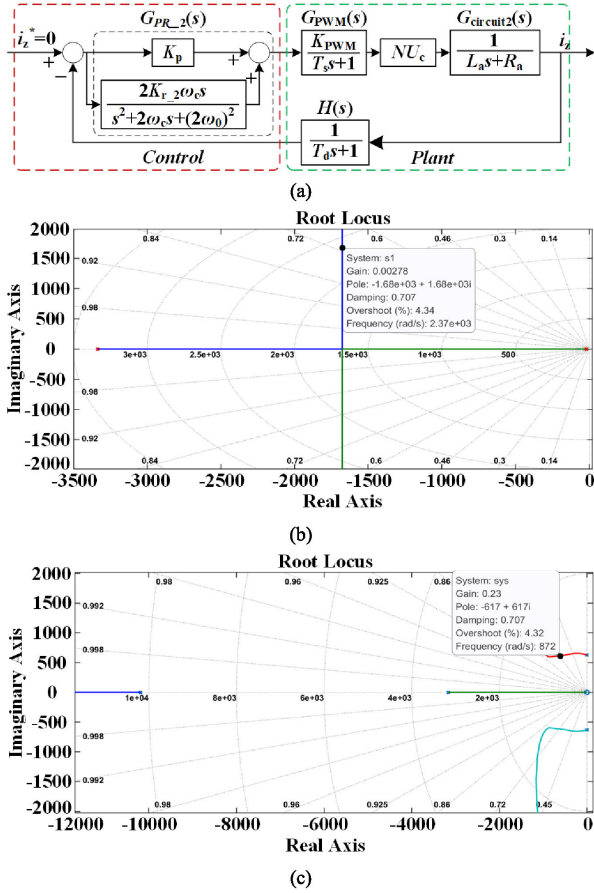 G_PR_2(s) G_PWM(s) G_circuit2(s)
i_z*=0 + − K_p + + K_PWM/(T_s s+1) NU_c 1/(L_a s+R_a) i_z
2K_r_2ω_c s/(s²+2ω_c s+(2ω_0)²)
H(s)
1/(T_d s+1)
Control Plant
(a)
Root Locus
2000 0.84 0.72 0.6 0.46 0.3 0.14
System: s1
Gain: 0.00278
Pole: -1.68e+03 + 1.68e+03i
Damping: 0.707
Overshoot (%): 4.34
Frequency (rad/s): 2.37e+03
1500 0.92
1000
500 0.98
0 3e+03 2.5e+03 2e+03 1.5e+03 1e+03 500
-500 0.98
-1000
-1500 0.92
-2000 0.84 0.72 0.6 0.46 0.3 0.14
Imaginary Axis
-3500 -3000 -2500 -2000 -1500 -1000 -500 0
Real Axis
(b)
Root Locus
2000 0.98 0.96 0.925 0.86
System: sys
Gain: 0.23
Pole: -617 + 617i
Damping: 0.707
Overshoot (%): 4.32
Frequency (rad/s): 872
1500 0.992
1000
500 0.998
0 1e+04 8e+03 6e+03 4e+03 2e+03
-500 0.998
-1000
-1500 0.992
-2000 0.98 0.96 0.925 0.86 0.72 0.45
Imaginary Axis
-12000 -10000 -8000 -6000 -4000 -2000 0
Real Axis
(c)